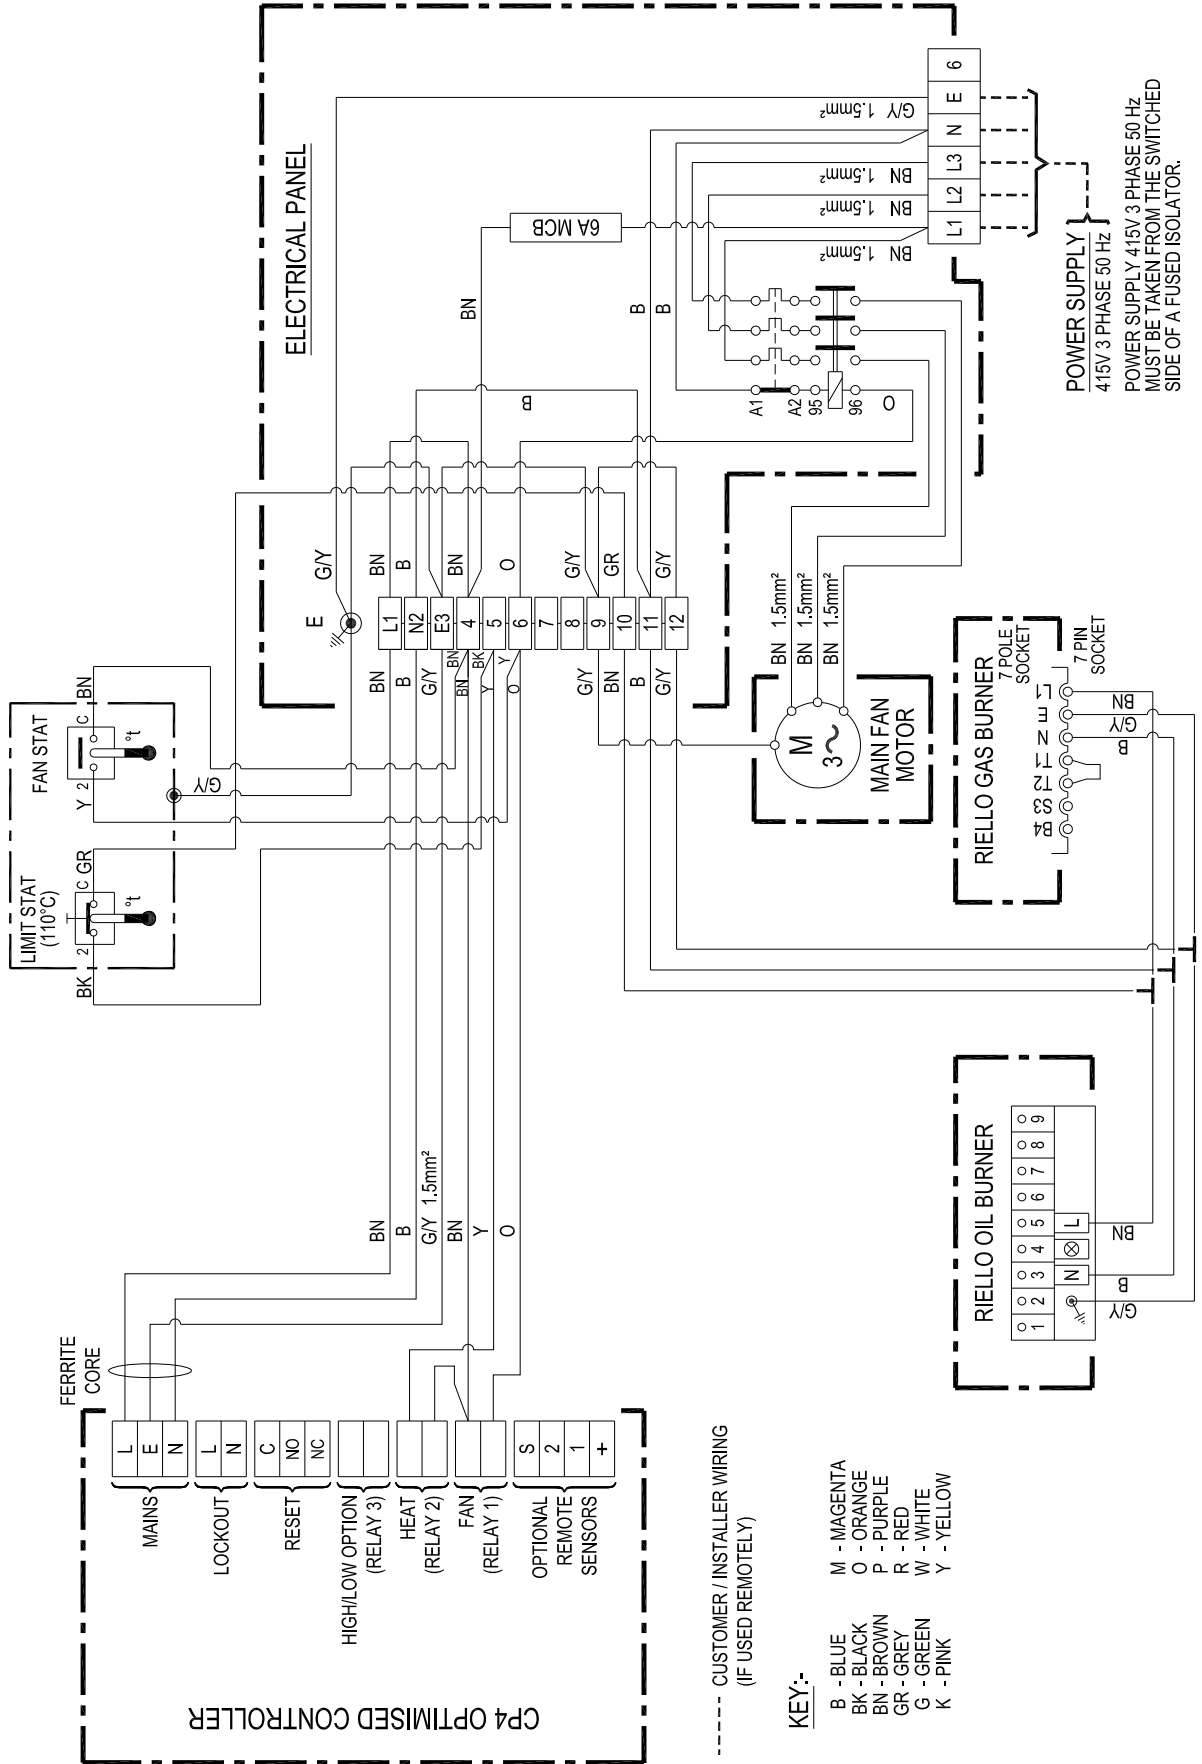 CP4 OPTIMISED CONTROLLER
FERRITE
CORE
MAINS
L
E
N
LOCKOUT
L
N
RESET
C
NO
NC
HIGH/LOW OPTION
(RELAY 3)
HEAT
(RELAY 2)
FAN
(RELAY 1)
OPTIONAL
REMOTE
SENSORS
S
2
1
+
BN
B
G/Y 1.5mm²
BN
Y
O
LIMIT STAT
(110°C)
BK
2
C
GR
°t
FAN STAT
Y
2
C
BN
°t
G/Y
ELECTRICAL PANEL
E
G/Y
BN
B
G/Y
BN
BN
BK
Y
Y
O
G/Y
BN
B
G/Y
L1
N2
E3
4
5
6
7
8
9
10
11
12
BN
B
BN
O
G/Y
GR
G/Y
BN
B
B
B
6A MCB
A1
A2
95
96
O
BN 1.5mm²
BN 1.5mm²
BN 1.5mm²
G/Y 1.5mm²
L1
L2
L3
N
E
6
POWER SUPPLY
415V 3 PHASE 50 Hz
POWER SUPPLY 415V 3 PHASE 50 Hz
MUST BE TAKEN FROM THE SWITCHED
SIDE OF A FUSED ISOLATOR.
BN 1.5mm²
BN 1.5mm²
BN 1.5mm²
M
3
MAIN FAN
MOTOR
RIELLO GAS BURNER
7 POLE
SOCKET
7 PIN
SOCKET
B4
S3
T2
T1
N
E
L1
B
G/Y
BN
RIELLO OIL BURNER
1
2
3
4
5
6
7
8
9
N
L
G/Y
B
BN
CUSTOMER / INSTALLER WIRING
(IF USED REMOTELY)
KEY:-
B - BLUE
BK - BLACK
BN - BROWN
GR - GREY
G - GREEN
K - PINK
M - MAGENTA
O - ORANGE
P - PURPLE
R - RED
W - WHITE
Y - YELLOW